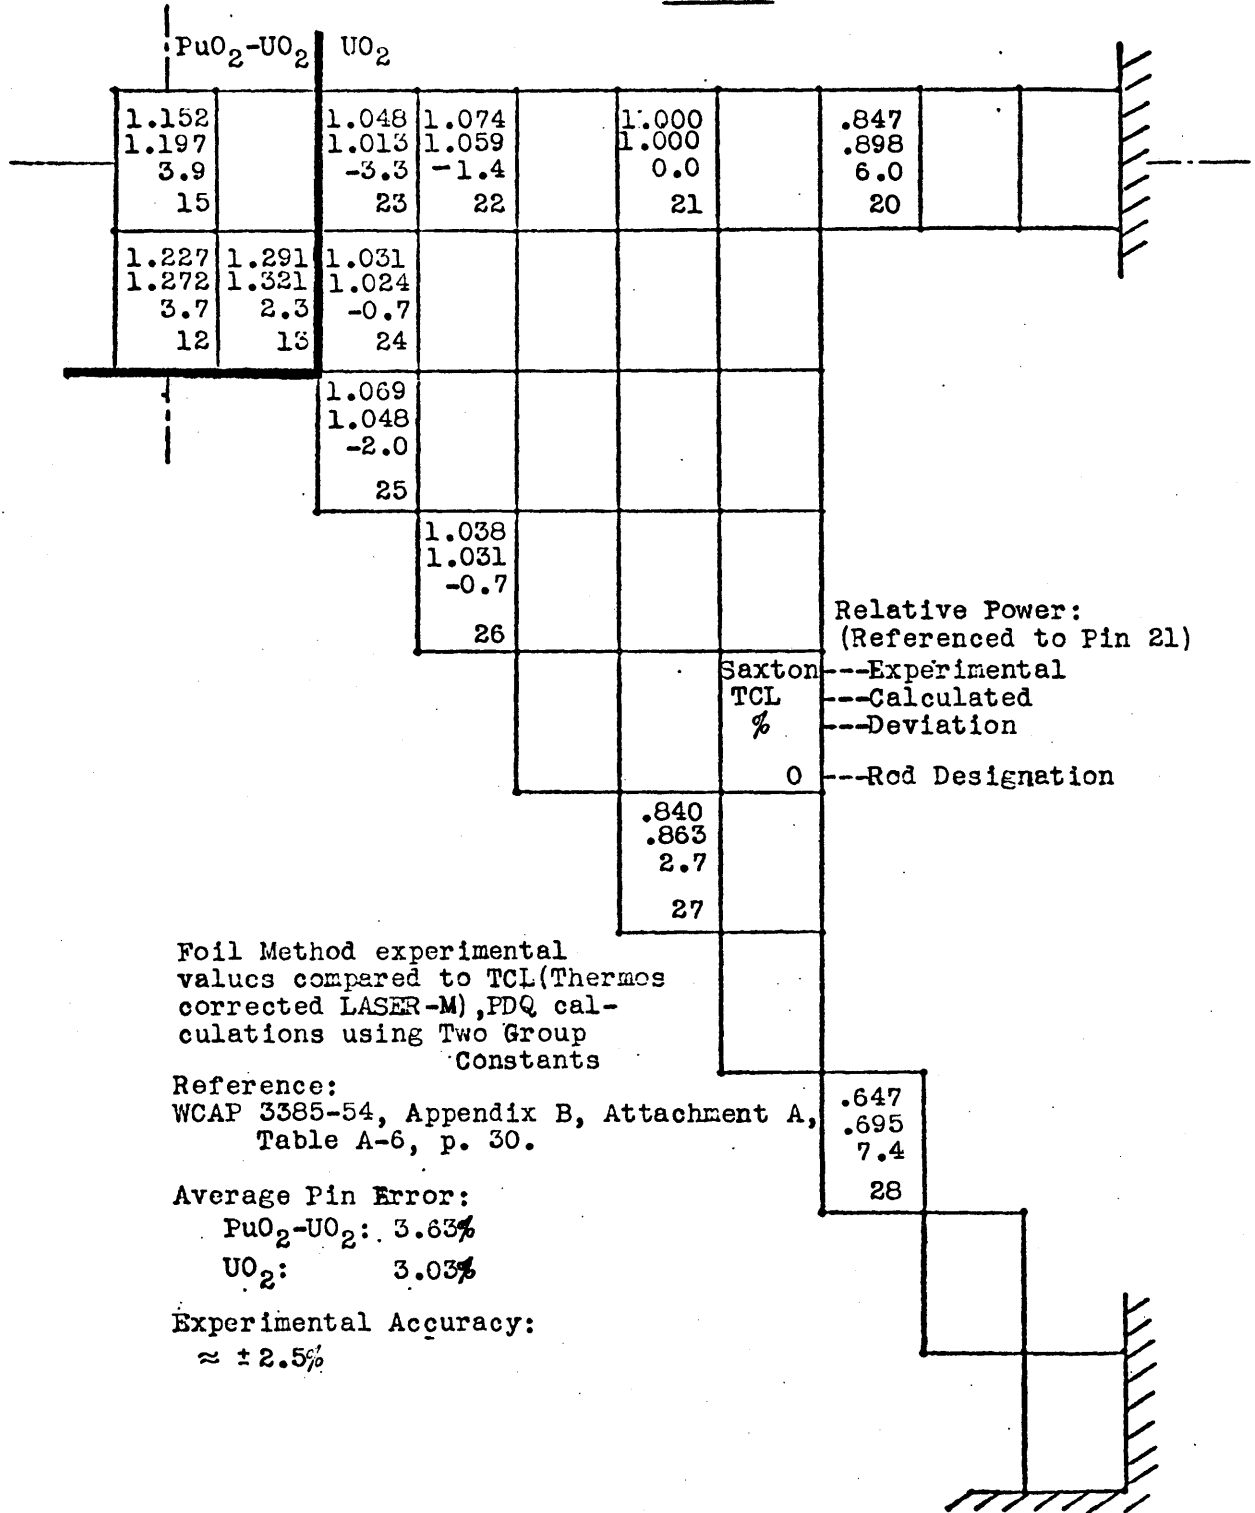 PuO2-UO2 UO2
1.152 1.048 1.074 1.000 .847
1.197 1.013 1.059 1.000 .898
3.9 -3.3 -1.4 0.0 6.0
15 23 22 21 20
1.227 1.291 1.031
1.272 1.321 1.024
3.7 2.3 -0.7
12 13 24
1.069
1.048
-2.0
25
1.038
1.031
-0.7
26
Relative Power:
(Referenced to Pin 21)
Saxton---Experimental
TCL ---Calculated
% ---Deviation
0 ---Rod Designation
.840
.863
2.7
27
Foil Method experimental
values compared to TCL(Thermos
corrected LASER-M),PDQ cal-
culations using Two Group
Constants
Reference:
WCAP 3385-54, Appendix B, Attachment A,
Table A-6, p. 30.
.647
.695
7.4
28
Average Pin Error:
PuO2-UO2: 3.63%
UO2: 3.03%
Experimental Accuracy:
≈ ±2.5%